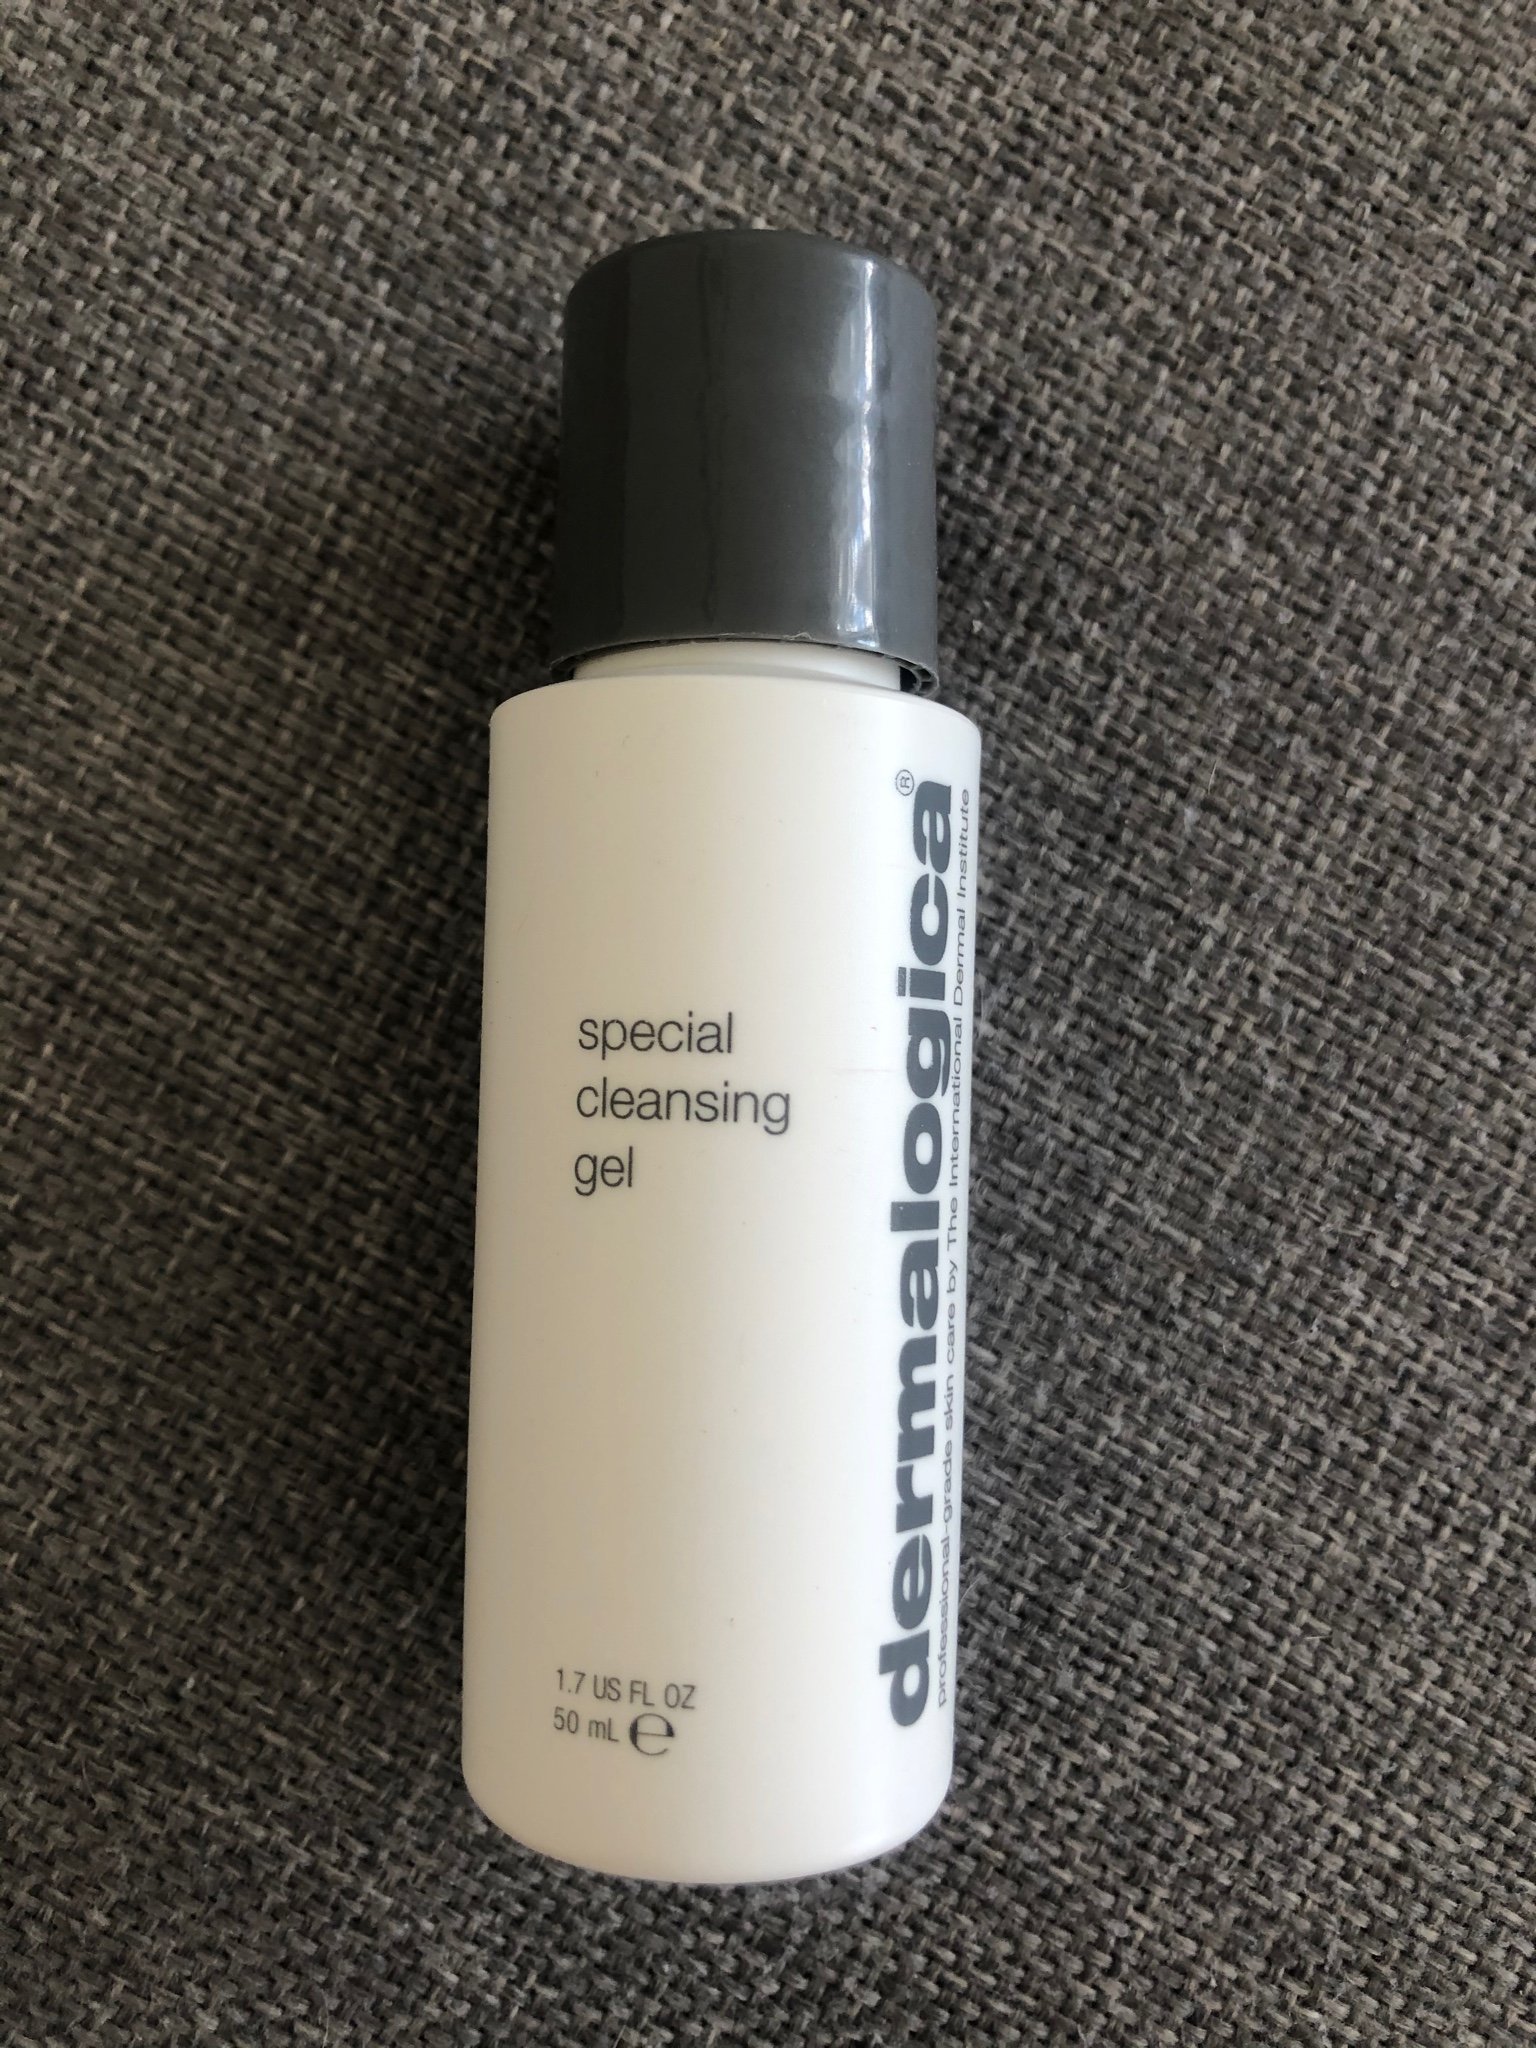 special
cleansing
gel
1.7 US FL OZ
50 mL ℮
dermalogica®
professional-grade skin care by The International Dermal Institute